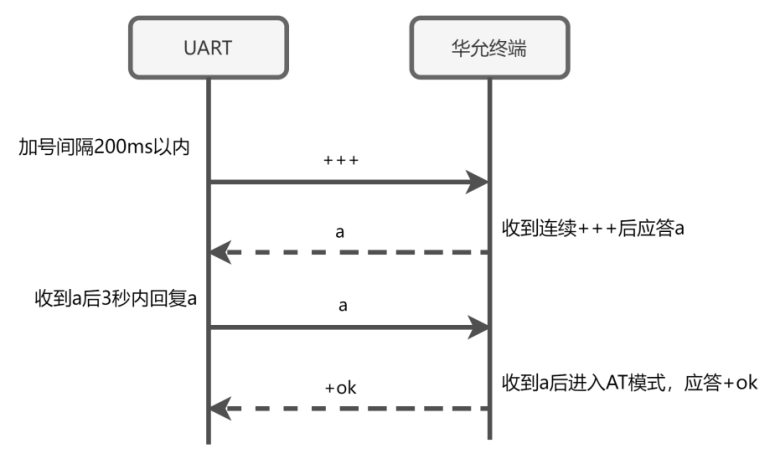 UART
华允终端
加号间隔200ms以内
+++
收到连续+++后应答a
a
收到a后3秒内回复a
a
收到a后进入AT模式，应答+ok
+ok